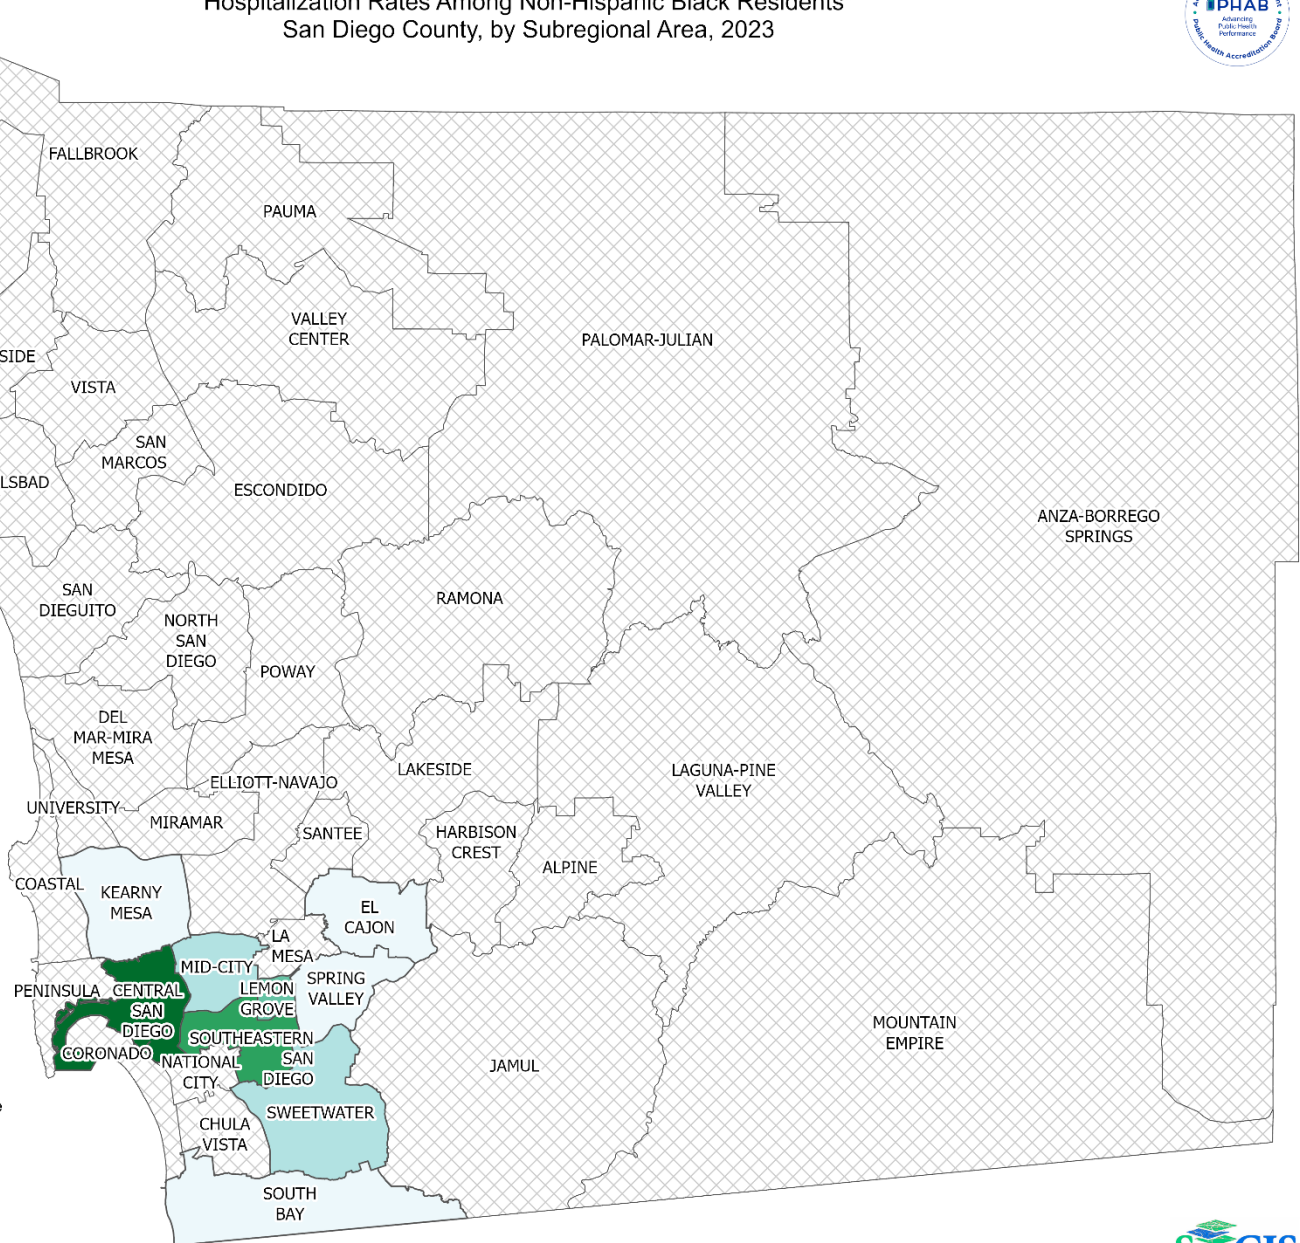 Hospitalization Rates Among Non-Hispanic Black Residents
San Diego County, by Subregional Area, 2023
PHAB
Advancing
Public Health
Performance
Public Health Accreditation Board
FALLBROOK
PAUMA
VALLEY
CENTER
PALOMAR-JULIAN
SIDE
VISTA
SAN
MARCOS
LSBAD
ESCONDIDO
ANZA-BORREGO
SPRINGS
SAN
DIEGUITO
RAMONA
NORTH
SAN
DIEGO
POWAY
DEL
MAR-MIRA
MESA
ELLIOTT-NAVAJO
LAKESIDE
LAGUNA-PINE
VALLEY
UNIVERSITY
MIRAMAR
SANTEE
HARBISON
CREST
ALPINE
COASTAL
KEARNY
MESA
EL
CAJON
LA
MESA
MID-CITY
SPRING
VALLEY
PENINSULA
CENTRAL
SAN
DIEGO
LEMON
GROVE
SOUTHEASTERN
SAN
DIEGO
CORONADO
NATIONAL
CITY
JAMUL
MOUNTAIN
EMPIRE
SWEETWATER
CHULA
VISTA
SOUTH
BAY